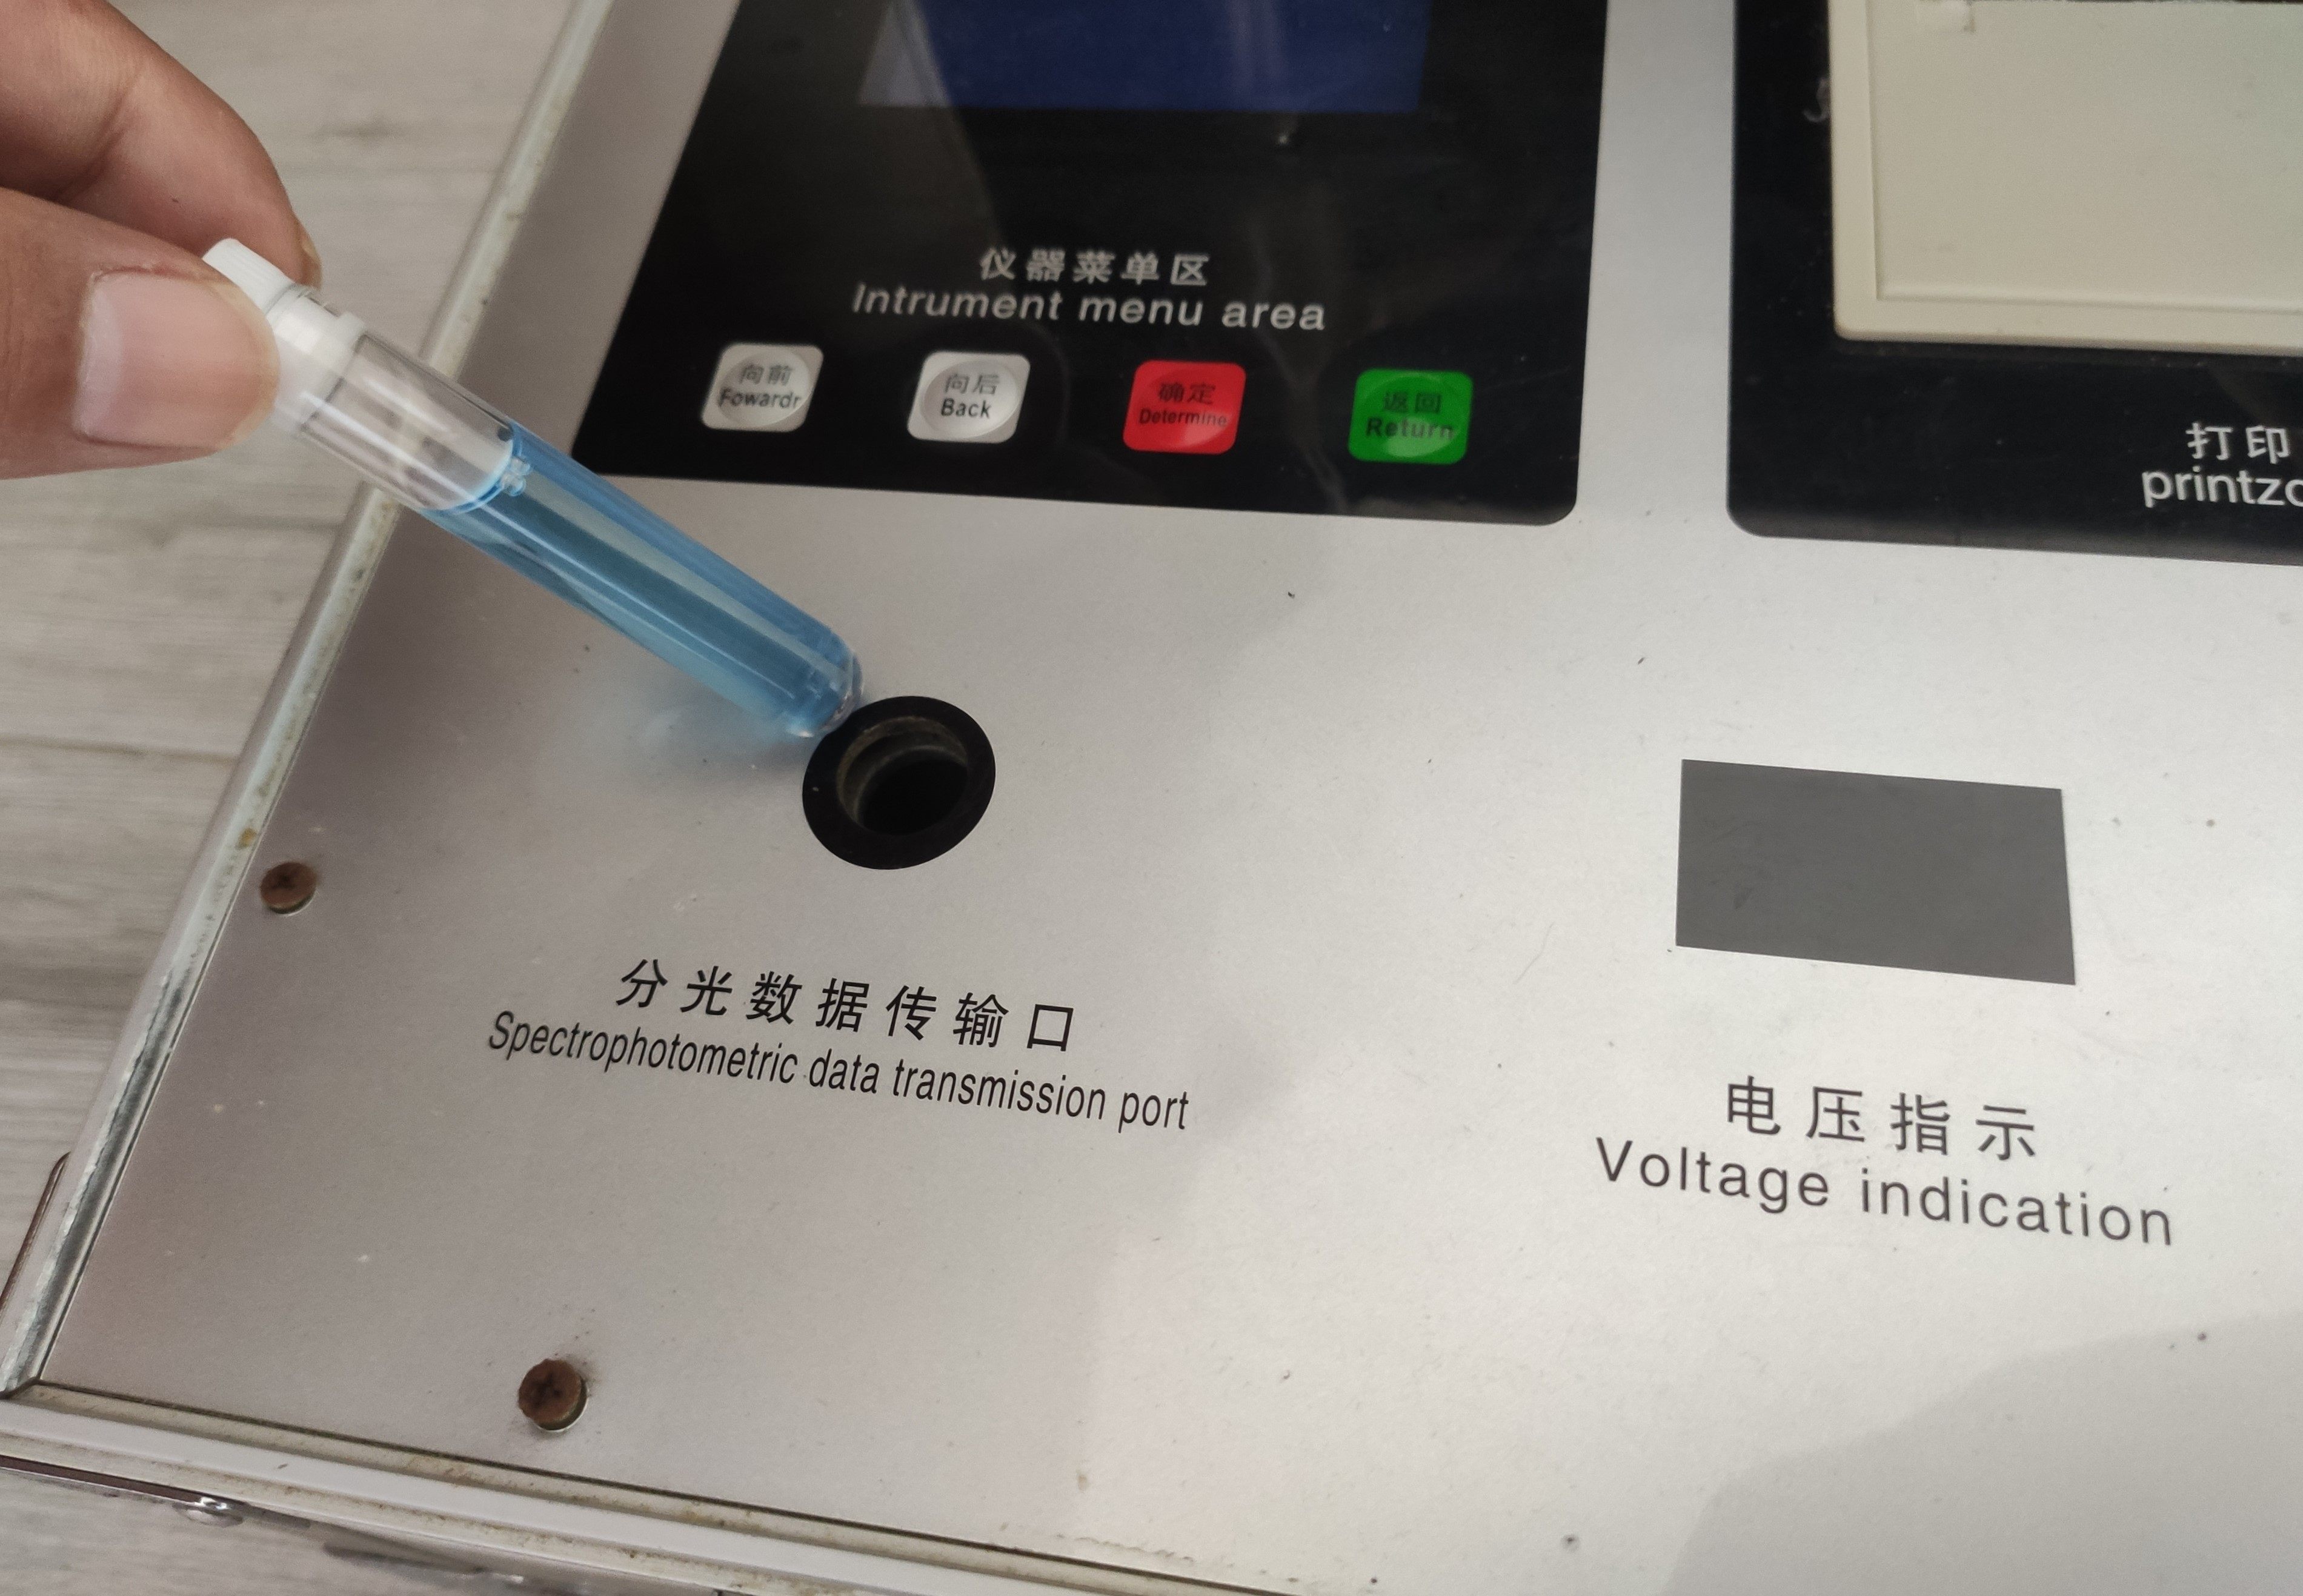 仪器菜单区
Intrument menu area
向前
Fowardr
向后
Back
确定
Determine
返回
Return
打印
分光数据传输口
Spectrophotometric data transmission port
电压指示
Voltage indication